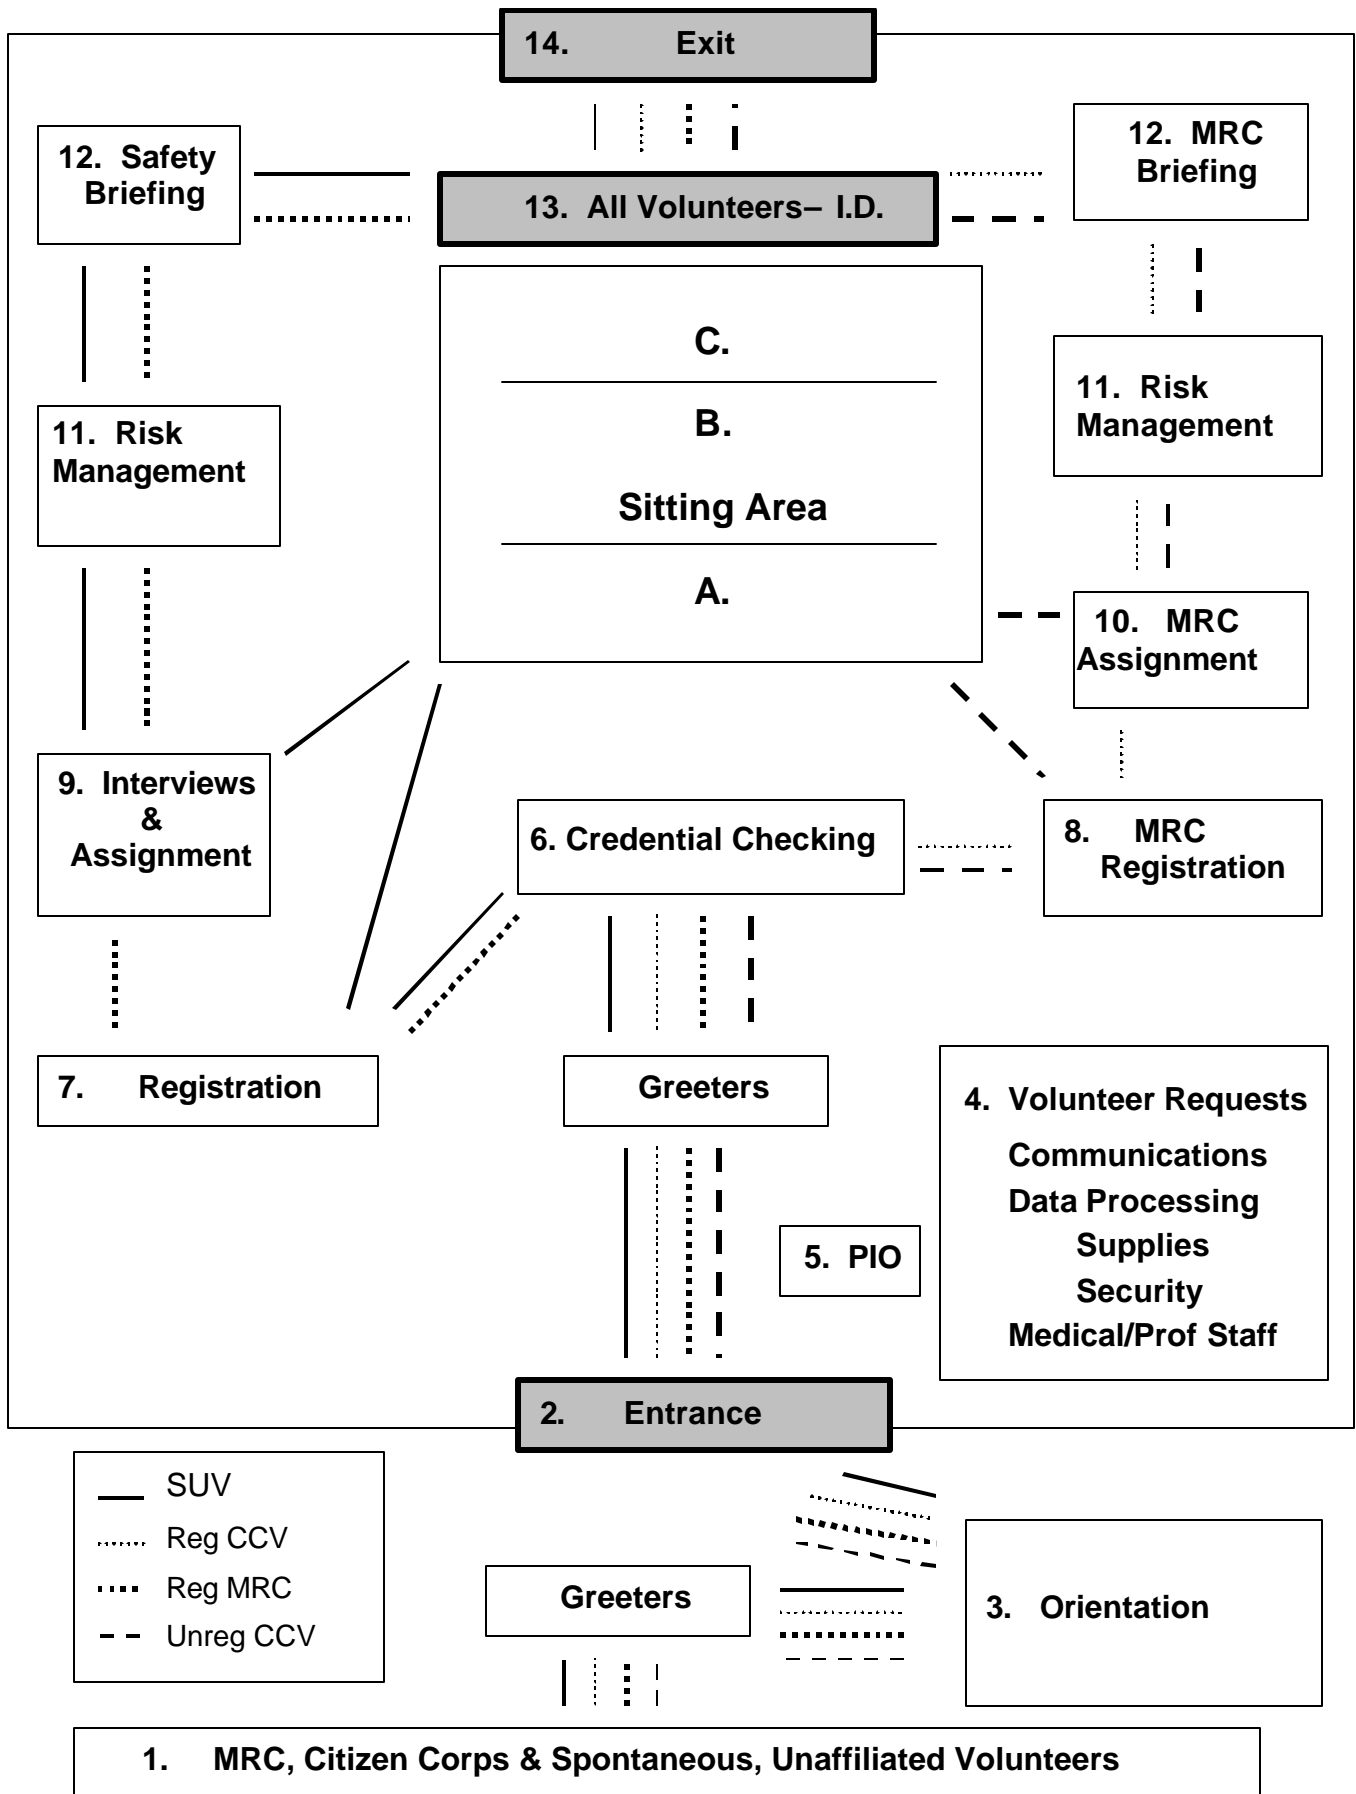 14. Exit
12. Safety
Briefing
12. MRC
Briefing
13. All Volunteers– I.D.
C.
B.
Sitting Area
A.
11. Risk
Management
11. Risk
Management
10. MRC
Assignment
9. Interviews
&
Assignment
6. Credential Checking
8. MRC
Registration
7. Registration
Greeters
4. Volunteer Requests
Communications
Data Processing
Supplies
Security
Medical/Prof Staff
5. PIO
2. Entrance
SUV
Reg CCV
Reg MRC
Unreg CCV
Greeters
3. Orientation
1. MRC, Citizen Corps & Spontaneous, Unaffiliated Volunteers